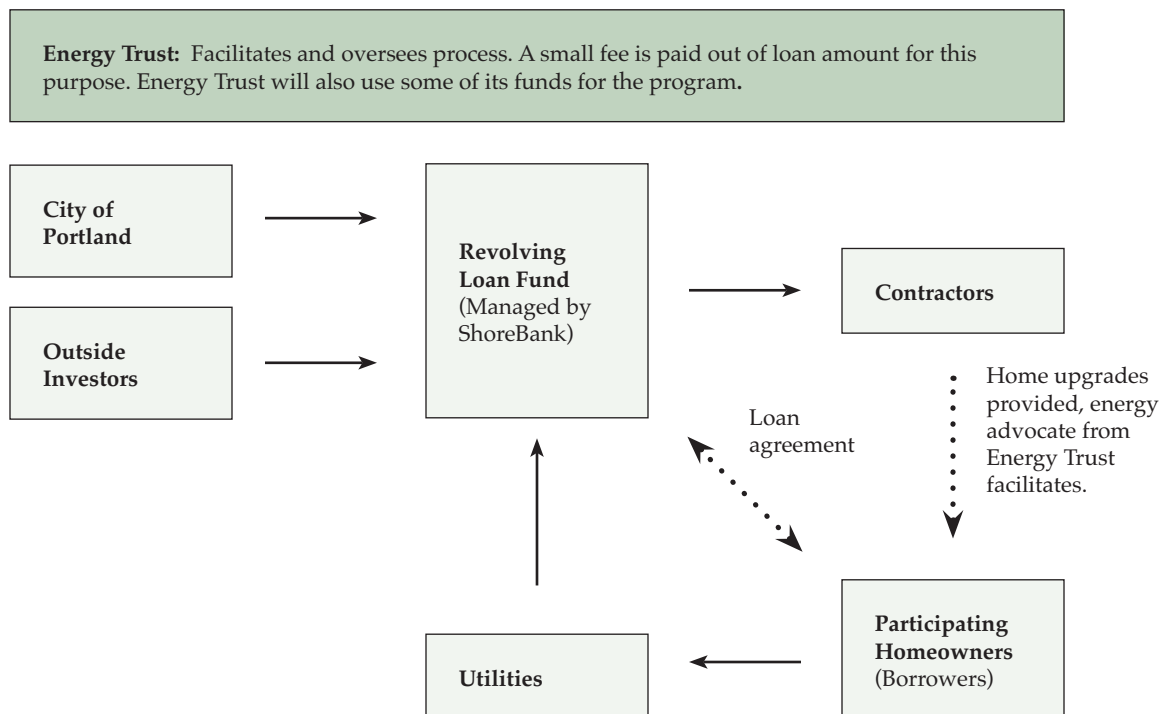 Energy Trust: Facilitates and oversees process. A small fee is paid out of loan amount for this
purpose. Energy Trust will also use some of its funds for the program.
City of
Portland
Outside
Investors
Revolving
Loan Fund
(Managed by
ShoreBank)
Contractors
Loan
agreement
Home upgrades
provided, energy
advocate from
Energy Trust
facilitates.
Utilities
Participating
Homeowners
(Borrowers)